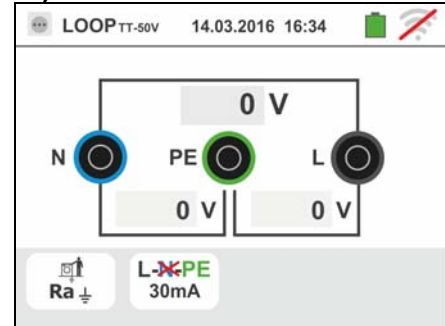 LOOP TT-50V 14.03.2016 16:34
0 V
N PE L
0 V 0 V
L-N-PE
Ra 30mA